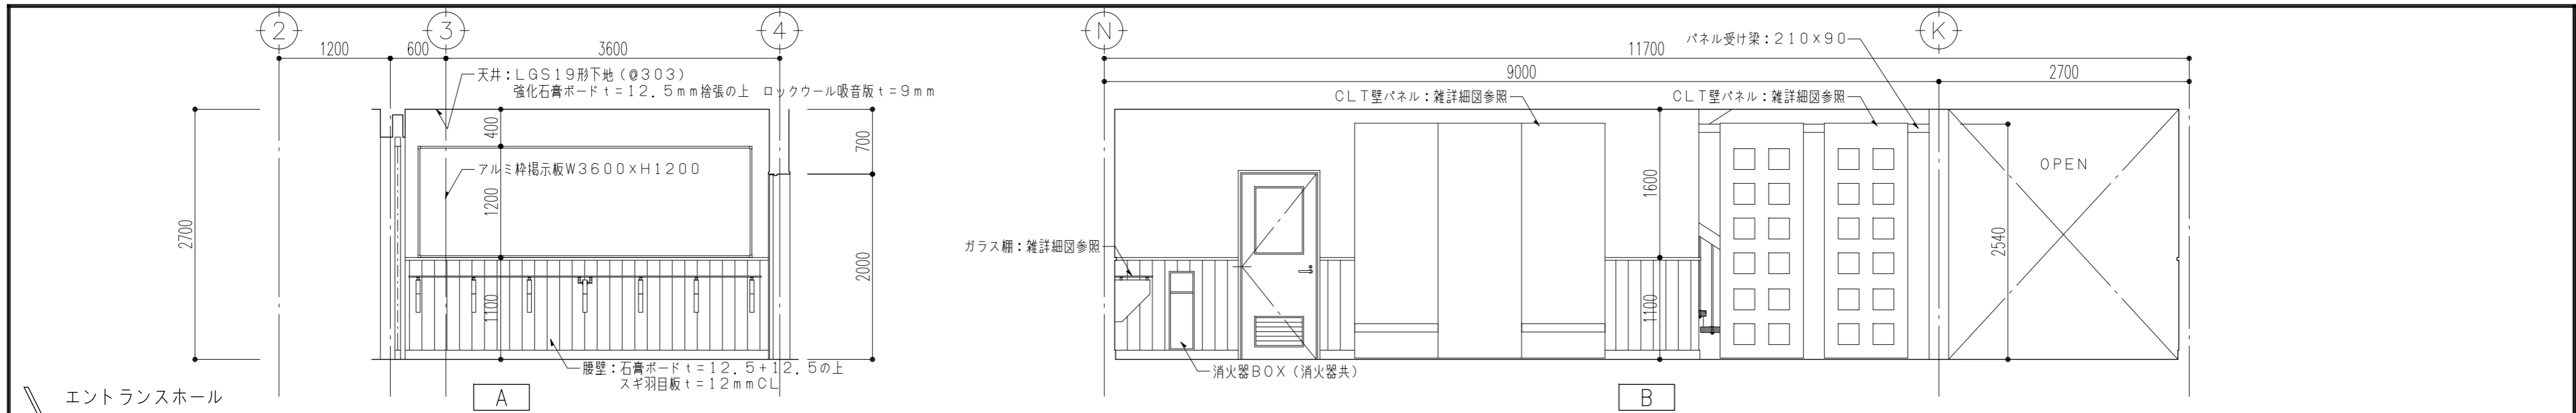 2
3
4
N
K
1200
600
3600
11700
パネル受け梁：210×90
9000
2700
天井：LGS19形下地（@303）
強化石膏ボードt=12．5mm捨張の上　ロックウール吸音版t=9mm
CLT壁パネル：雑詳細図参照
CLT壁パネル：雑詳細図参照
400
700
アルミ枠掲示板W3600×H1200
OPEN
1200
1600
2700
2000
ガラス棚：雑詳細図参照
2540
1100
1100
腰壁：石膏ボードt=12．5+12．5の上
スギ羽目板t=12mmCL
消火器BOX（消火器共）
エントランスホール
A
B